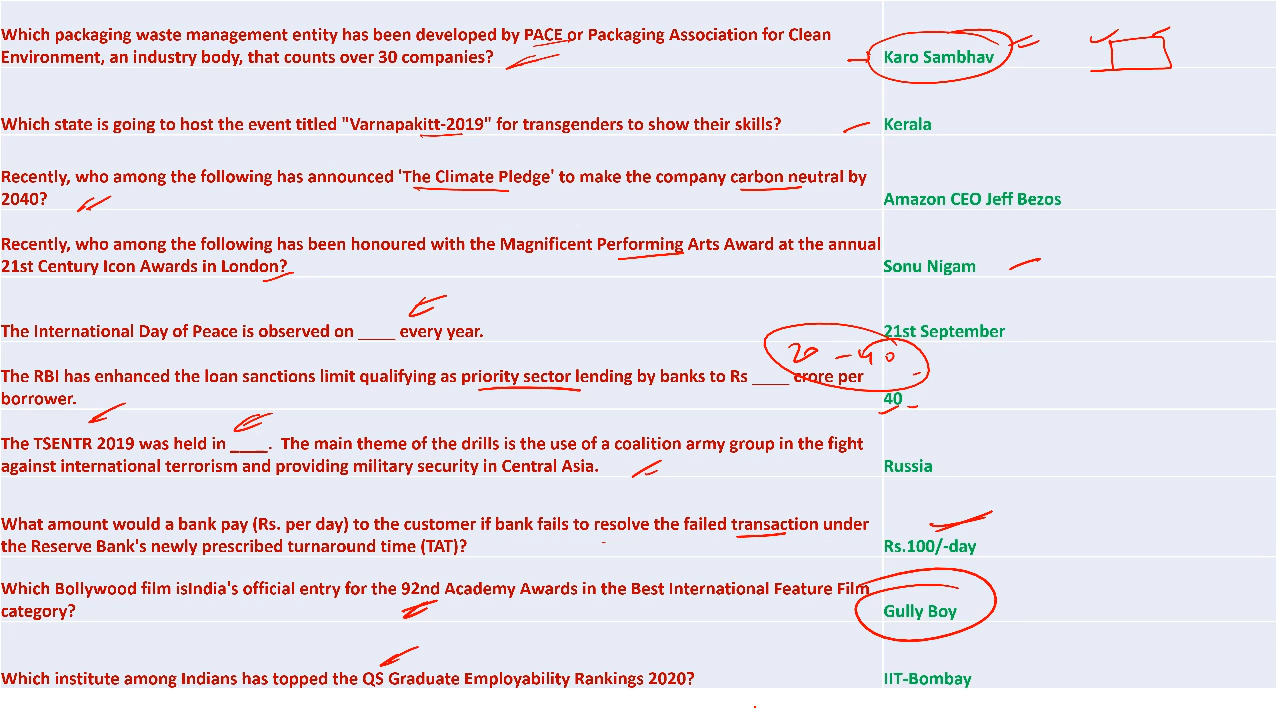 Which packaging waste management entity has been developed by PACE or Packaging Association for Clean
Environment, an industry body, that counts over 30 companies?
Karo Sambhav
Which state is going to host the event titled "Varnapakitt-2019" for transgenders to show their skills?
Kerala
Recently, who among the following has announced 'The Climate Pledge' to make the company carbon neutral by
2040?
Amazon CEO Jeff Bezos
Recently, who among the following has been honoured with the Magnificent Performing Arts Award at the annual
21st Century Icon Awards in London?
Sonu Nigam
The International Day of Peace is observed on ____ every year.
21st September
20 - 40
The RBI has enhanced the loan sanctions limit qualifying as priority sector lending by banks to Rs ____ crore per
borrower.
40
The TSENTR 2019 was held in ____. The main theme of the drills is the use of a coalition army group in the fight
against international terrorism and providing military security in Central Asia.
Russia
What amount would a bank pay (Rs. per day) to the customer if bank fails to resolve the failed transaction under
the Reserve Bank's newly prescribed turnaround time (TAT)?
Rs.100/-day
Which Bollywood film isIndia's official entry for the 92nd Academy Awards in the Best International Feature Film
category?
Gully Boy
Which institute among Indians has topped the QS Graduate Employability Rankings 2020?
IIT-Bombay